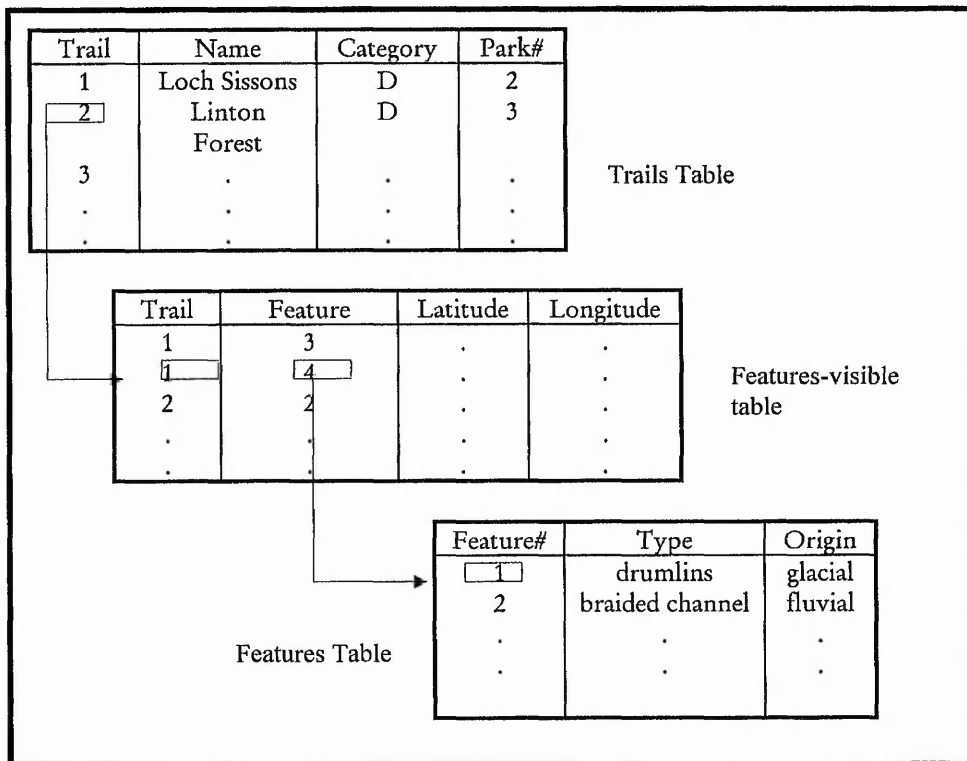 Trail Name Category Park#
1 Loch Sissons D 2
2 Linton D 3
Forest
3 . . .
. . . .
. . . .
Trails Table
Trail Feature Latitude Longitude
1 3 . .
1 4 . .
2 2 . .
. . . .
. . . .
Features-visible
table
Feature# Type Origin
1 drumlins glacial
2 braided channel fluvial
. . .
. . .
Features Table